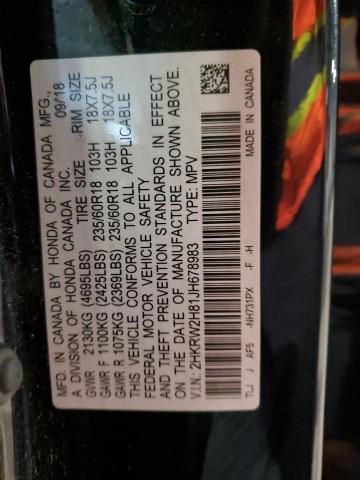 MFD. IN CANADA BY HONDA OF CANADA MFG., 09/18
A DIVISION OF HONDA CANADA INC.
TIRE SIZE RIM SIZE
GVWR 2130KG (4695LBS)
GAWR F 1100KG (2425LBS) 235/60R18 103H 18X7.5J
GAWR R 1075KG (2369LBS) 235/60R18 103H 18X7.5J
THIS VEHICLE CONFORMS TO ALL APPLICABLE
FEDERAL MOTOR VEHICLE SAFETY
AND THEFT PREVENTION STANDARDS IN EFFECT
ON THE DATE OF MANUFACTURE SHOWN ABOVE.
V.I.N.: 2HKRW2H81JH678983 TYPE: MPV
TLJ J AF5 -NH731PX -F -H MADE IN CANADA